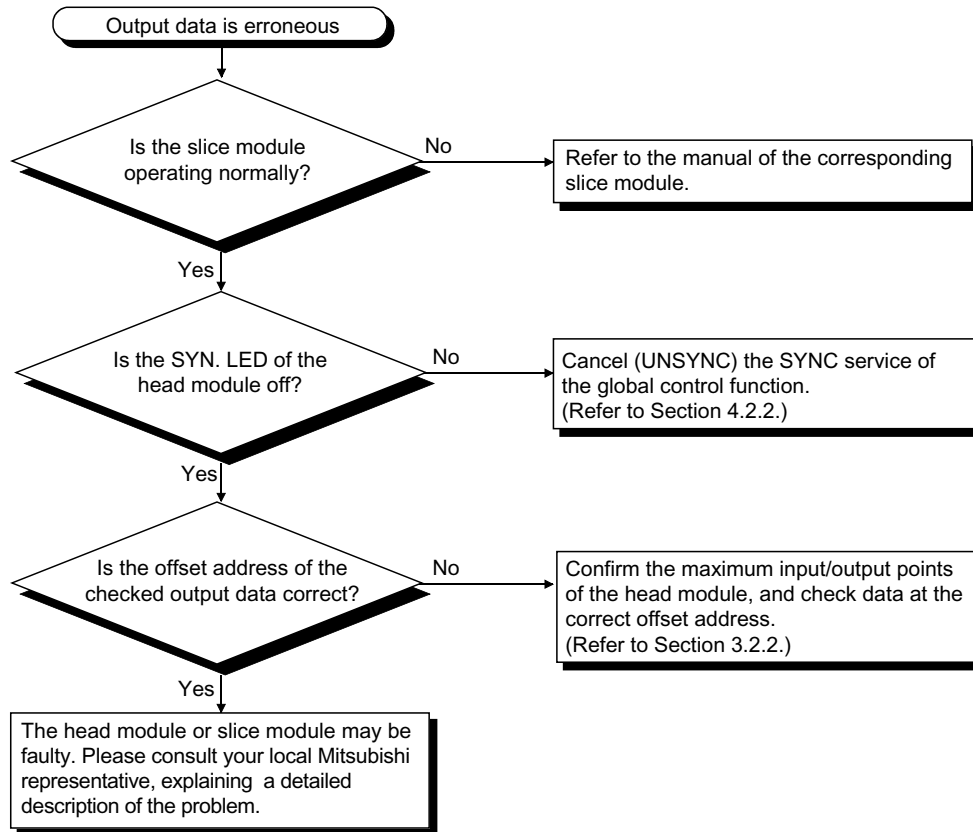 Output data is erroneous
Is the slice module
operating normally?
No
Refer to the manual of the corresponding
slice module.
Yes
Is the SYN. LED of the
head module off?
No
Cancel (UNSYNC) the SYNC service of
the global control function.
(Refer to Section 4.2.2.)
Yes
Is the offset address of the
checked output data correct?
No
Confirm the maximum input/output points
of the head module, and check data at the
correct offset address.
(Refer to Section 3.2.2.)
Yes
The head module or slice module may be
faulty. Please consult your local Mitsubishi
representative, explaining a detailed
description of the problem.